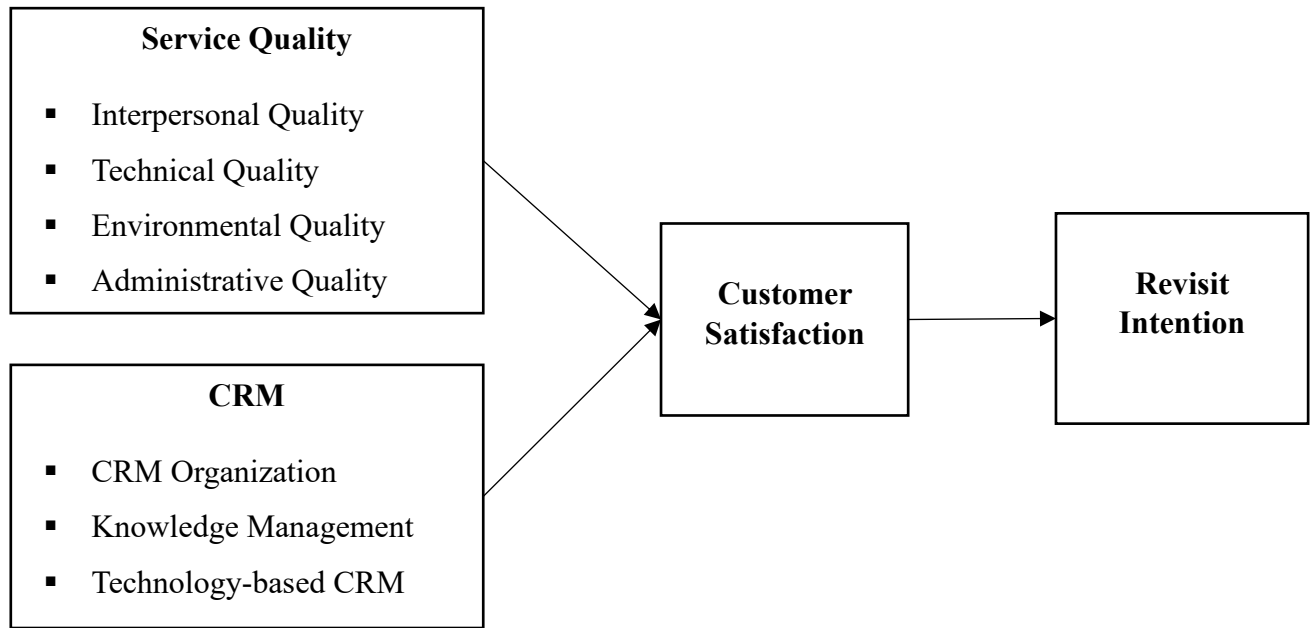 Service Quality
▪ Interpersonal Quality
▪ Technical Quality
▪ Environmental Quality
▪ Administrative Quality
CRM
▪ CRM Organization
▪ Knowledge Management
▪ Technology-based CRM
Customer
Satisfaction
Revisit
Intention